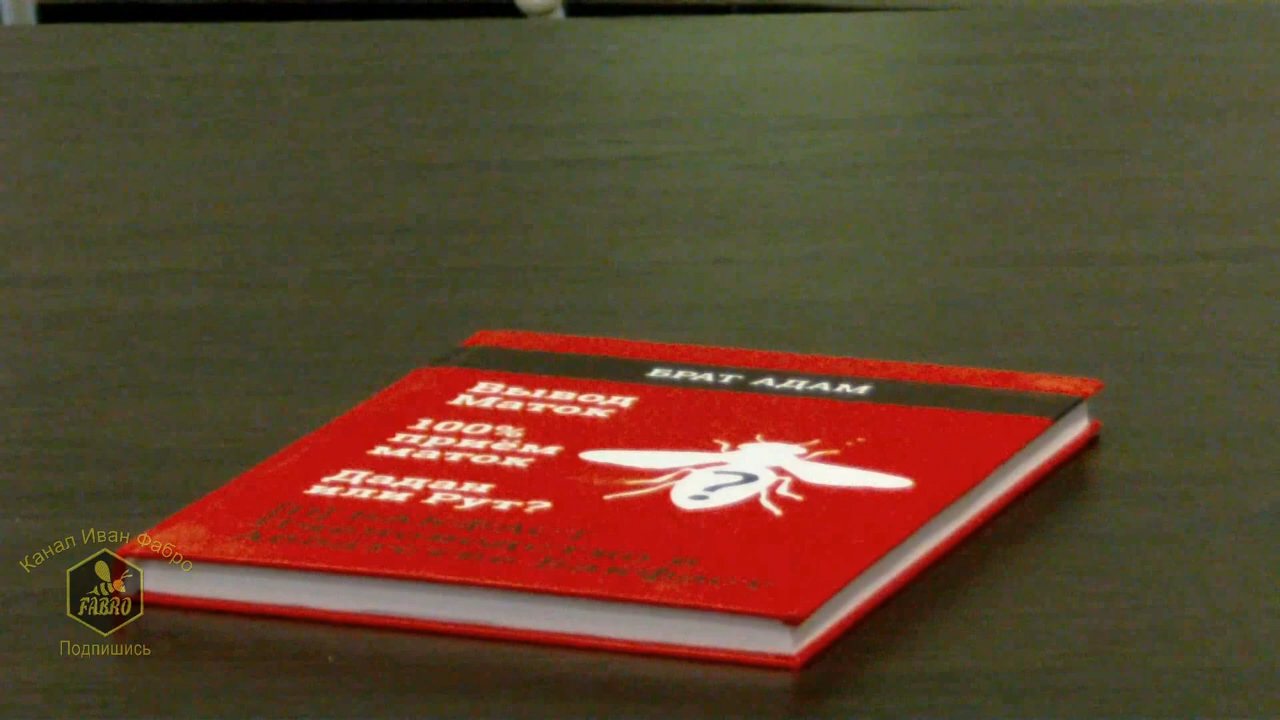 БРАТ АДАМ
Вывод
Маток
100%
приём
маток
Дадан
или Рут?
?
Канал Иван Фабро
FABRO
Подпишись